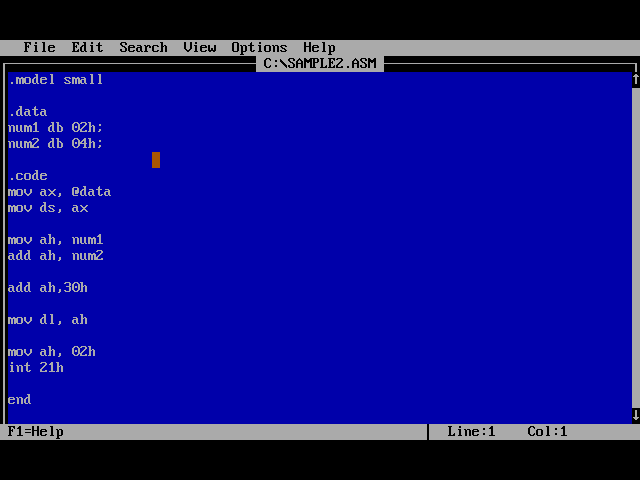 File Edit Search View Options Help
C:\SAMPLE2.ASM
.model small
.data
num1 db 02h;
num2 db 04h;
.code
mov ax, @data
mov ds, ax
mov ah, num1
add ah, num2
add ah,30h
mov dl, ah
mov ah, 02h
int 21h
end
F1=Help Line:1 Col:1